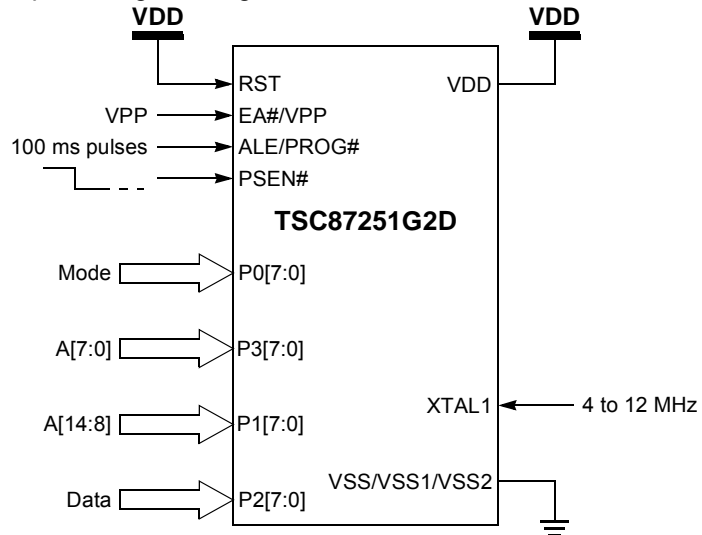 VDD VDD
RST VDD
VPP EA#/VPP
100 ms pulses ALE/PROG#
PSEN#
TSC87251G2D
Mode P0[7:0]
A[7:0] P3[7:0]
XTAL1 4 to 12 MHz
A[14:8] P1[7:0]
VSS/VSS1/VSS2
Data P2[7:0]